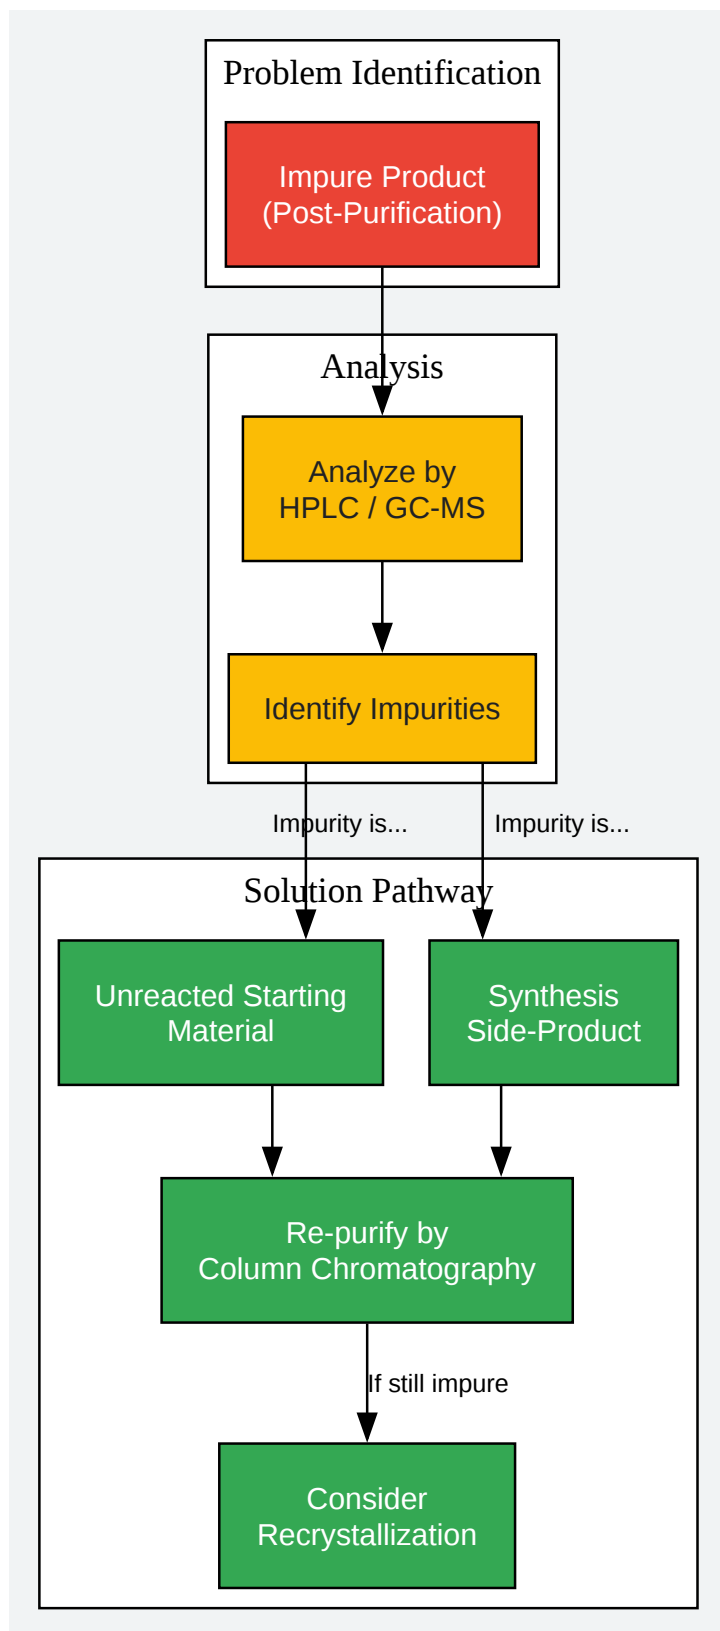 Problem Identification
Impure Product
(Post-Purification)
Analysis
Analyze by
HPLC / GC-MS
Identify Impurities
Impurity is...
Impurity is...
Solution Pathway
Unreacted Starting
Material
Synthesis
Side-Product
Re-purify by
Column Chromatography
If still impure
Consider
Recrystallization